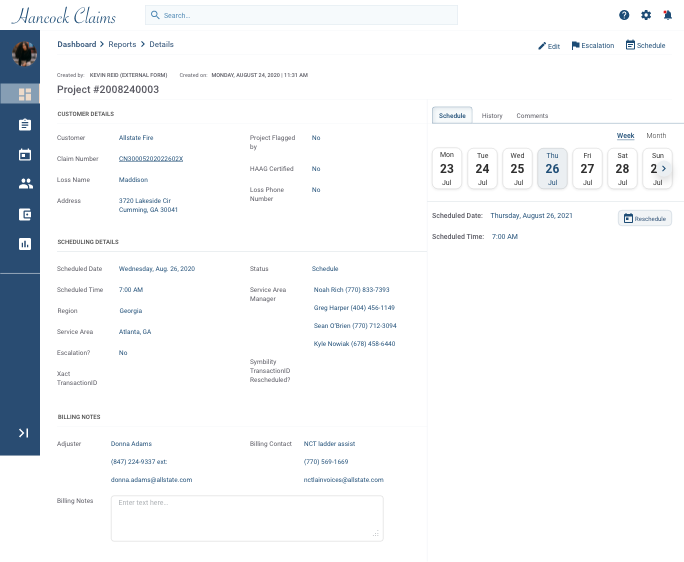 Hancock Claims
Search...
Dashboard > Reports > Details
Edit
Escalation
Schedule
Created by: KEVIN REID (EXTERNAL FORM) Created on: MONDAY, AUGUST 24, 2020 | 11:31 AM
Project #2008240003
CUSTOMER DETAILS
Customer Allstate Fire
Claim Number CN30005202022602X
Loss Name Maddison
Address 3720 Lakeside Cir
Cumming, GA 30041
Project Flagged No
by
HAAG Certified No
Loss Phone No
Number
SCHEDULING DETAILS
Scheduled Date Wednesday, Aug. 26, 2020
Scheduled Time 7:00 AM
Region Georgia
Service Area Atlanta, GA
Escalation? No
Xact
TransactionID
Status Schedule
Service Area Noah Rich (770) 833-7393
Manager
Greg Harper (404) 456-1149
Sean O'Brien (770) 712-3094
Kyle Nowiak (678) 458-6440
Symbility
TransactionID
Rescheduled?
BILLING NOTES
Adjuster Donna Adams
(847) 224-9337 ext:
donna.adams@allstate.com
Billing Contact NCT ladder assist
(770) 569-1669
nctlainvoices@allstate.com
Billing Notes
Enter text here...
Schedule History Comments
Week Month
Mon Tue Wed Thu Fri Sat Sun
23 24 25 26 27 28 2
Jul Jul Jul Jul Jul Jul Jul
Scheduled Date: Thursday, August 26, 2021
Reschedule
Scheduled Time: 7:00 AM